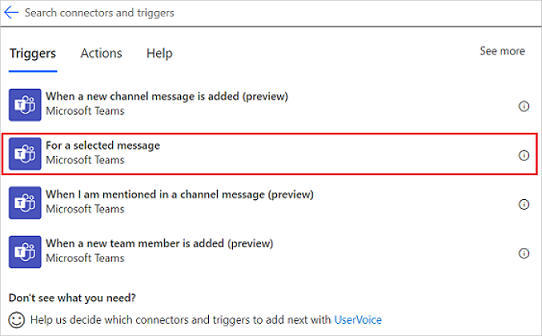 Search connectors and triggers
Triggers Actions Help See more
When a new channel message is added (preview)
Microsoft Teams
For a selected message
Microsoft Teams
When I am mentioned in a channel message (preview)
Microsoft Teams
When a new team member is added (preview)
Microsoft Teams
Don't see what you need?
Help us decide which connectors and triggers to add next with UserVoice